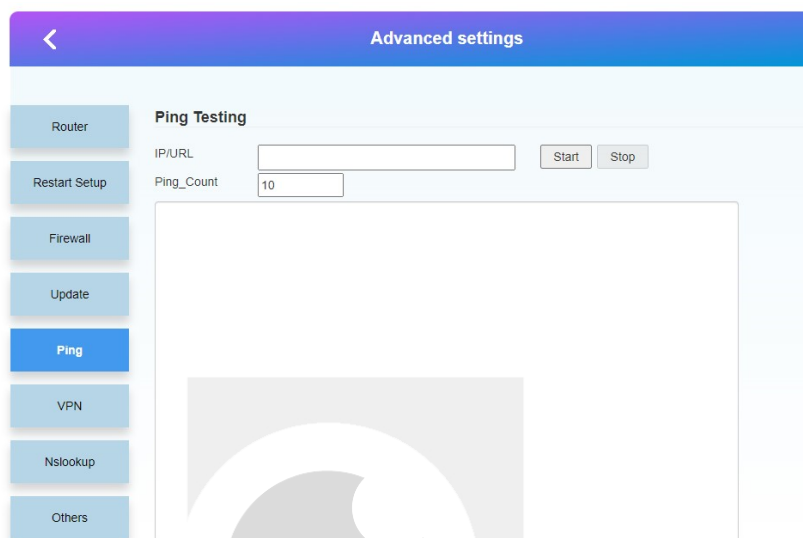 Advanced settings
Router
Restart Setup
Firewall
Update
Ping
VPN
Nslookup
Others
Ping Testing
IP/URL
Start
Stop
Ping_Count
10